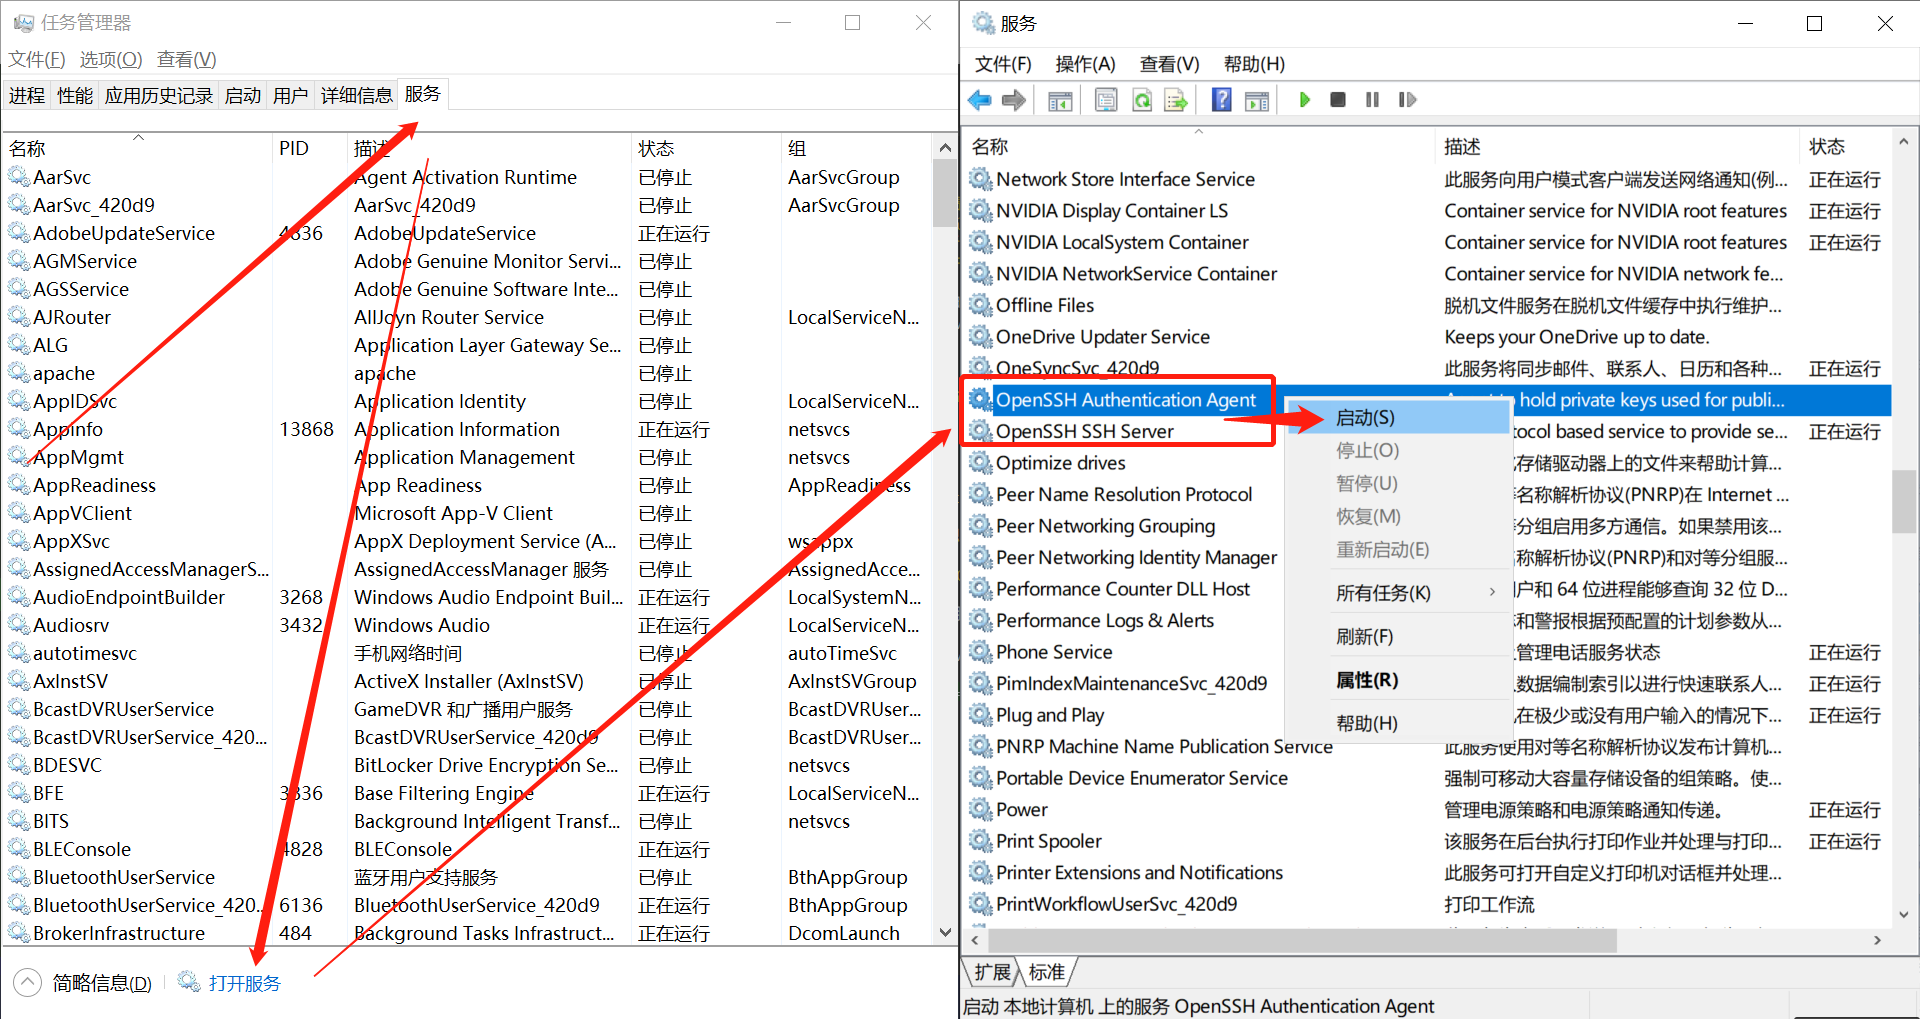 任务管理器
文件(F) 选项(O) 查看(V)
进程 性能 应用历史记录 启动 用户 详细信息 服务
名称 PID 描述 状态 组
AarSvc Agent Activation Runtime 已停止 AarSvcGroup
AarSvc_420d9 AarSvc_420d9 已停止 AarSvcGroup
AdobeUpdateService 4836 AdobeUpdateService 正在运行
AGMService Adobe Genuine Monitor Servi... 已停止
AGSService Adobe Genuine Software Inte... 已停止
AJRouter AllJoyn Router Service 已停止 LocalServiceN...
ALG Application Layer Gateway Se... 已停止
apache apache 已停止
AppIDSvc Application Identity 已停止 LocalServiceN...
Appinfo 13868 Application Information 正在运行 netsvcs
AppMgmt Application Management 已停止 netsvcs
AppReadiness App Readiness 已停止 AppReadiness
AppVClient Microsoft App-V Client 已停止
AppXSvc AppX Deployment Service (A... 已停止 wsappx
AssignedAccessManagerS... AssignedAccessManager 服务 已停止 AssignedAcce...
AudioEndpointBuilder 3268 Windows Audio Endpoint Buil... 正在运行 LocalSystemN...
Audiosrv 3432 Windows Audio 正在运行 LocalServiceN...
autotimesvc 手机网络时间 已停止 autoTimeSvc
AxInstSV ActiveX Installer (AxInstSV) 已停止 AxInstSVGroup
BcastDVRUserService GameDVR 和广播用户服务 已停止 BcastDVRUser...
BcastDVRUserService_420... BcastDVRUserService_420d9 已停止 BcastDVRUser...
BDESVC BitLocker Drive Encryption Se... 已停止 netsvcs
BFE 3836 Base Filtering Engine 正在运行 LocalServiceN...
BITS Background Intelligent Transf... 已停止 netsvcs
BLEConsole 4828 BLEConsole 正在运行
BluetoothUserService 蓝牙用户支持服务 已停止 BthAppGroup
BluetoothUserService_420... 6136 BluetoothUserService_420d9 正在运行 BthAppGroup
BrokerInfrastructure 484 Background Tasks Infrastruct... 正在运行 DcomLaunch
简略信息(D) 打开服务
服务
文件(F) 操作(A) 查看(V) 帮助(H)
名称 描述 状态
Network Store Interface Service 此服务向用户模式客户端发送网络通知(例... 正在运行
NVIDIA Display Container LS Container service for NVIDIA root features 正在运行
NVIDIA LocalSystem Container Container service for NVIDIA root features 正在运行
NVIDIA NetworkService Container Container service for NVIDIA network fe...
Offline Files 脱机文件服务在脱机文件缓存中执行维护...
OneDrive Updater Service Keeps your OneDrive up to date.
OneSyncSvc_420d9 此服务将同步邮件、联系人、日历和各种... 正在运行
OpenSSH Authentication Agent hold private keys used for publi...
OpenSSH SSH Server ocol based service to provide se... 正在运行
Optimize drives 存储驱动器上的文件来帮助计算...
Peer Name Resolution Protocol 名称解析协议(PNRP)在 Internet ...
Peer Networking Grouping 分组启用多方通信。如果禁用该...
Peer Networking Identity Manager 名称解析协议(PNRP)和对等分组服...
Performance Counter DLL Host 户和 64 位进程能够查询 32 位 D...
Performance Logs & Alerts 和警报根据预配置的计划参数从...
Phone Service 管理电话服务状态 正在运行
PimIndexMaintenanceSvc_420d9 数据编制索引以进行快速联系人... 正在运行
Plug and Play 在极少或没有用户输入的情况下... 正在运行
PNRP Machine Name Publication Service 此服务使用对等名称解析协议发布计算机...
Portable Device Enumerator Service 强制可移动大容量存储设备的组策略。使...
Power 管理电源策略和电源策略通知传递。 正在运行
Print Spooler 该服务在后台执行打印作业并处理与打印... 正在运行
Printer Extensions and Notifications 此服务可打开自定义打印机对话框并处理...
PrintWorkflowUserSvc_420d9 打印工作流
启动(S)
停止(O)
暂停(U)
恢复(M)
重新启动(E)
所有任务(K)
刷新(F)
属性(R)
帮助(H)
扩展 标准
启动 本地计算机 上的服务 OpenSSH Authentication Agent